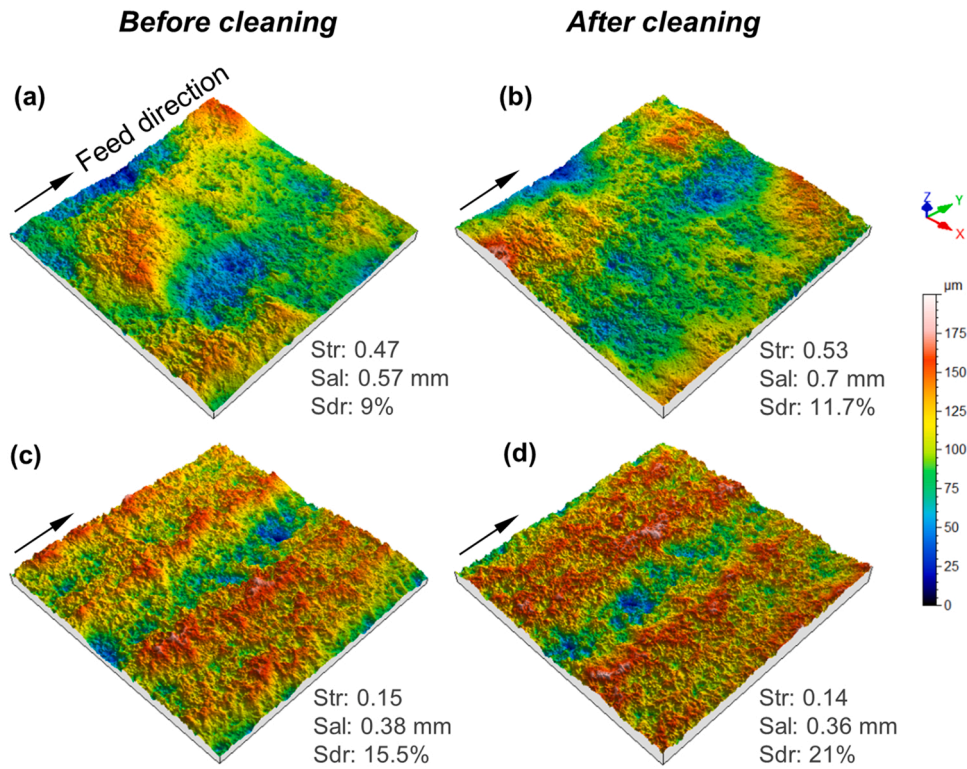 Before cleaning
After cleaning
(a)
Feed direction
(b)
Str: 0.47
Sal: 0.57 mm
Sdr: 9%
Str: 0.53
Sal: 0.7 mm
Sdr: 11.7%
Z
Y
X
µm
175
150
125
100
75
50
25
0
(c)
(d)
Str: 0.15
Sal: 0.38 mm
Sdr: 15.5%
Str: 0.14
Sal: 0.36 mm
Sdr: 21%